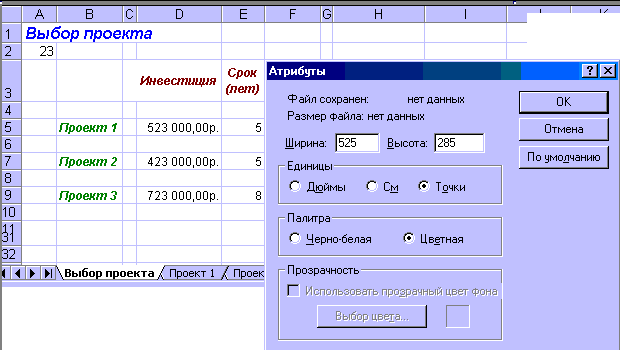 A B C D E F G H I
1 Выбор проекта
2 23
Атрибуты
3 Инвестиция Срок (лет)
Файл сохранен: нет данных
Размер файла: нет данных
OK
4
5 Проект 1 523 000,00р. 5
Отмена
Ширина: 525 Высота: 285
6
По умолчанию
7 Проект 2 423 000,00р. 5
Единицы
8
Дюймы См Точки
9 Проект 3 723 000,00р. 8
10
Палитра
11
31
Черно-белая Цветная
32
Выбор проекта Проект 1 Проек
Прозрачность
Использовать прозрачный цвет фона
Выбор цвета...